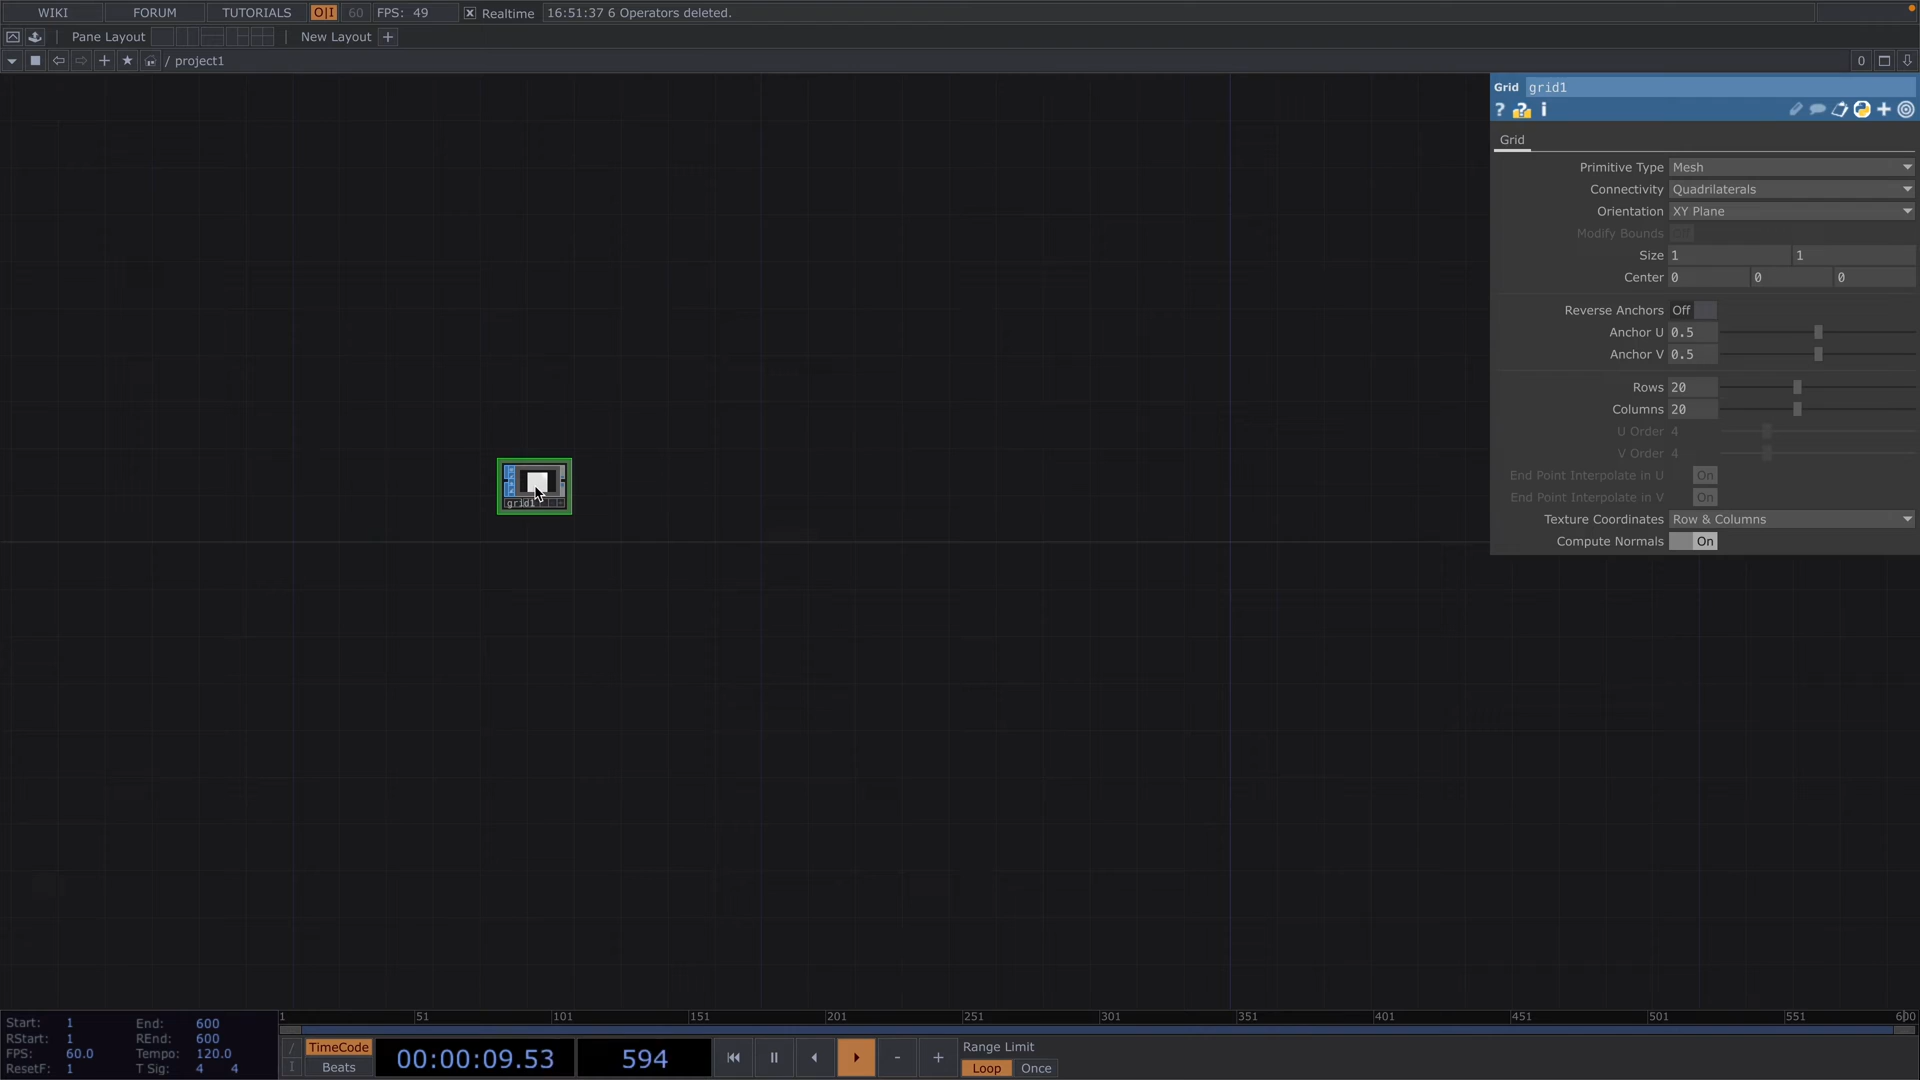 WIKI FORUM TUTORIALS O|I 60 FPS: 49 Realtime 16:51:37 6 Operators deleted.
Pane Layout New Layout +
/ project1 0
Grid grid1
? ? i
Grid
Primitive Type Mesh
Connectivity Quadrilaterals
Orientation XY Plane
Modify Bounds Off
Size 1 1
Center 0 0 0
Reverse Anchors Off
Anchor U 0.5
Anchor V 0.5
Rows 20
Columns 20
U Order 4
V Order 4
End Point Interpolate in U On
End Point Interpolate in V On
Texture Coordinates Row & Columns
Compute Normals On
grid1
1 51 101 151 201 251 301 351 401 451 501 551 600
Start: 1 End: 600
RStart: 1 REnd: 600
FPS: 60.0 Tempo: 120.0
ResetF: 1 T Sig: 4 4
TimeCode
Beats
00:00:09.53 594
- +
Range Limit
Loop Once